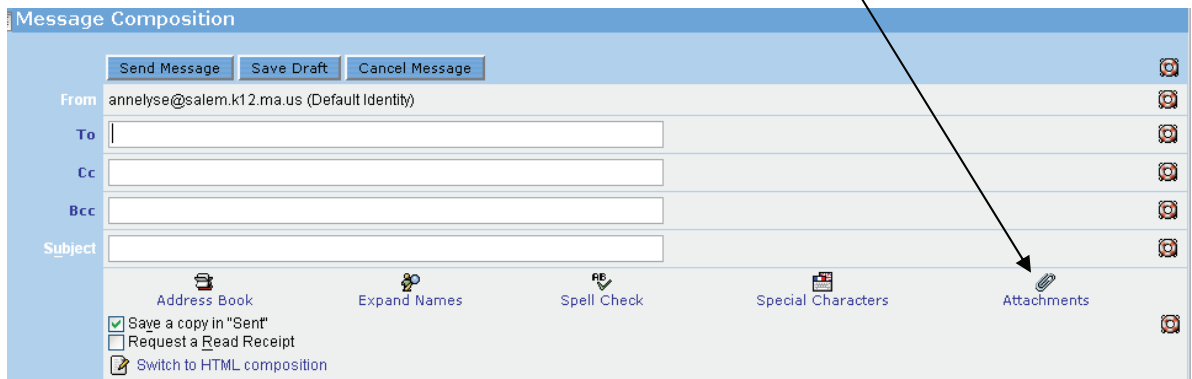 Message Composition
Send Message Save Draft Cancel Message
From annelyse@salem.k12.ma.us (Default Identity)
To
Cc
Bcc
Subject
Address Book Expand Names Spell Check Special Characters Attachments
Save a copy in "Sent"
Request a Read Receipt
Switch to HTML composition